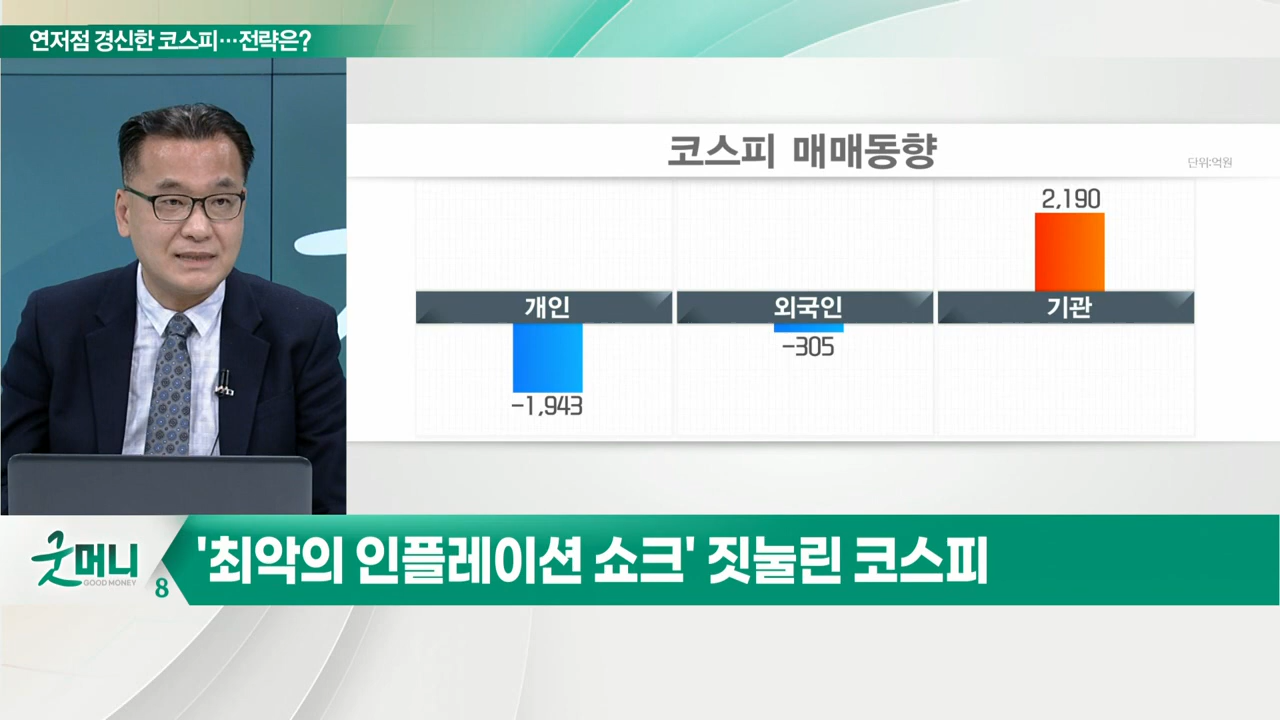 연저점 경신한 코스피…전략은?
코스피 매매동향
단위:억원
2,190
개인
외국인
기관
-305
-1,943
굿머니
GOOD MONEY
8
'최악의 인플레이션 쇼크' 짓눌린 코스피